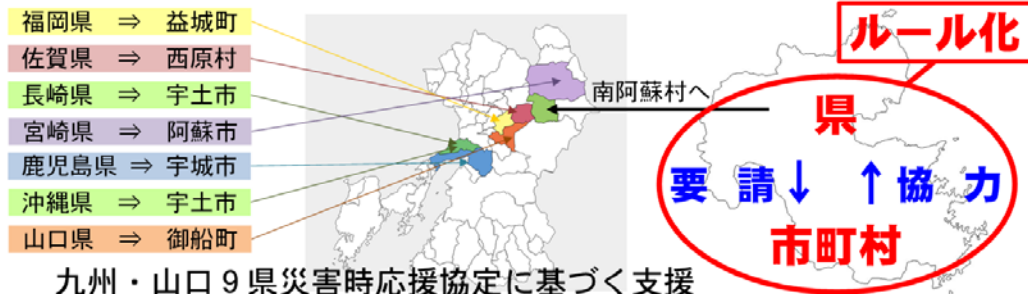 福岡県 ⇒ 益城町
佐賀県 ⇒ 西原村
長崎県 ⇒ 宇土市
宮崎県 ⇒ 阿蘇市
鹿児島県 ⇒ 宇城市
沖縄県 ⇒ 宇土市
山口県 ⇒ 御船町
南阿蘇村へ
ルール化
県
要請↓ ↑協力
市町村
九州・山口9県災害時応援協定に基づく支援